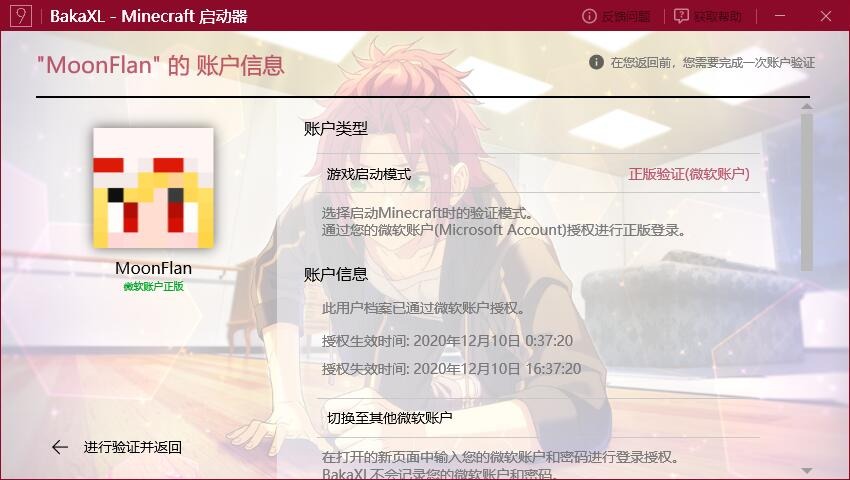 BakaXL - Minecraft 启动器
反馈问题
获取帮助
"MoonFlan" 的 账户信息
在您返回前，您需要完成一次账户验证
账户类型
游戏启动模式
正版验证(微软账户)
选择启动Minecraft时的验证模式。
通过您的微软账户(Microsoft Account)授权进行正版登录。
MoonFlan
微软账户正版
账户信息
此用户档案已通过微软账户授权。
授权生效时间: 2020年12月10日 0:37:20
授权失效时间: 2020年12月10日 16:37:20
切换至其他微软账户
在打开的新页面中输入您的微软账户和密码进行登录授权。
BakaXL不会记录您的微软账户和密码。
进行验证并返回